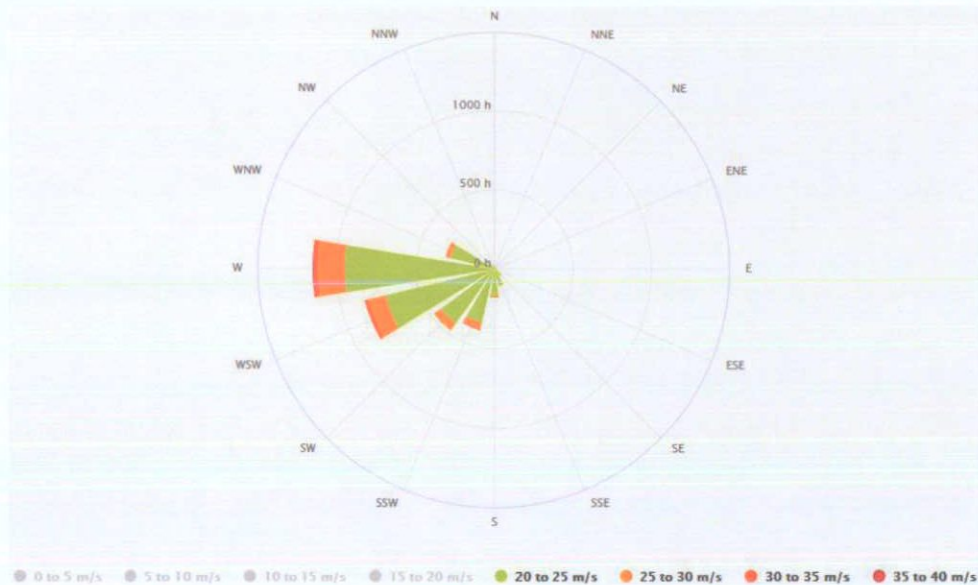 N
NNW NNE
NW NE
1000 h
WNW ENE
500 h
W 0 h E
WSW ESE
SW SE
SSW SSE
S
0 to 5 m/s 5 to 10 m/s 10 to 15 m/s 15 to 20 m/s 20 to 25 m/s 25 to 30 m/s 30 to 35 m/s 35 to 40 m/s